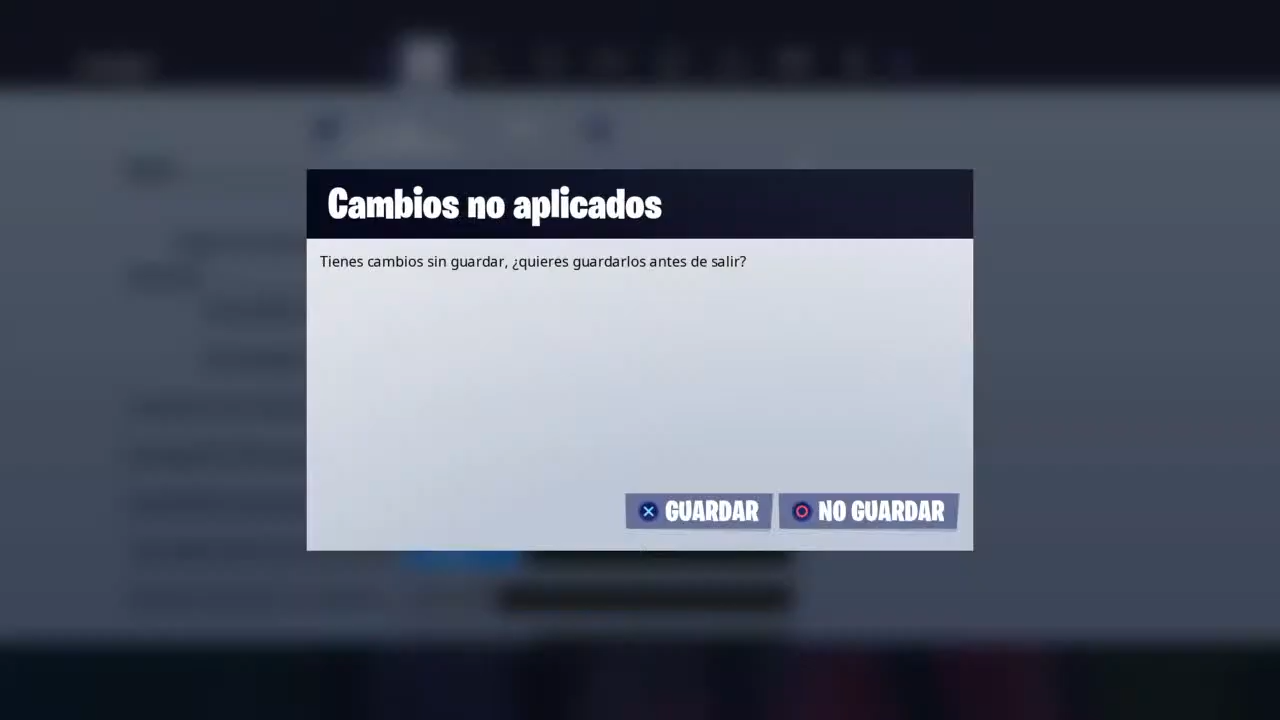 Cambios no aplicados
Tienes cambios sin guardar, ¿quieres guardarlos antes de salir?
GUARDAR NO GUARDAR